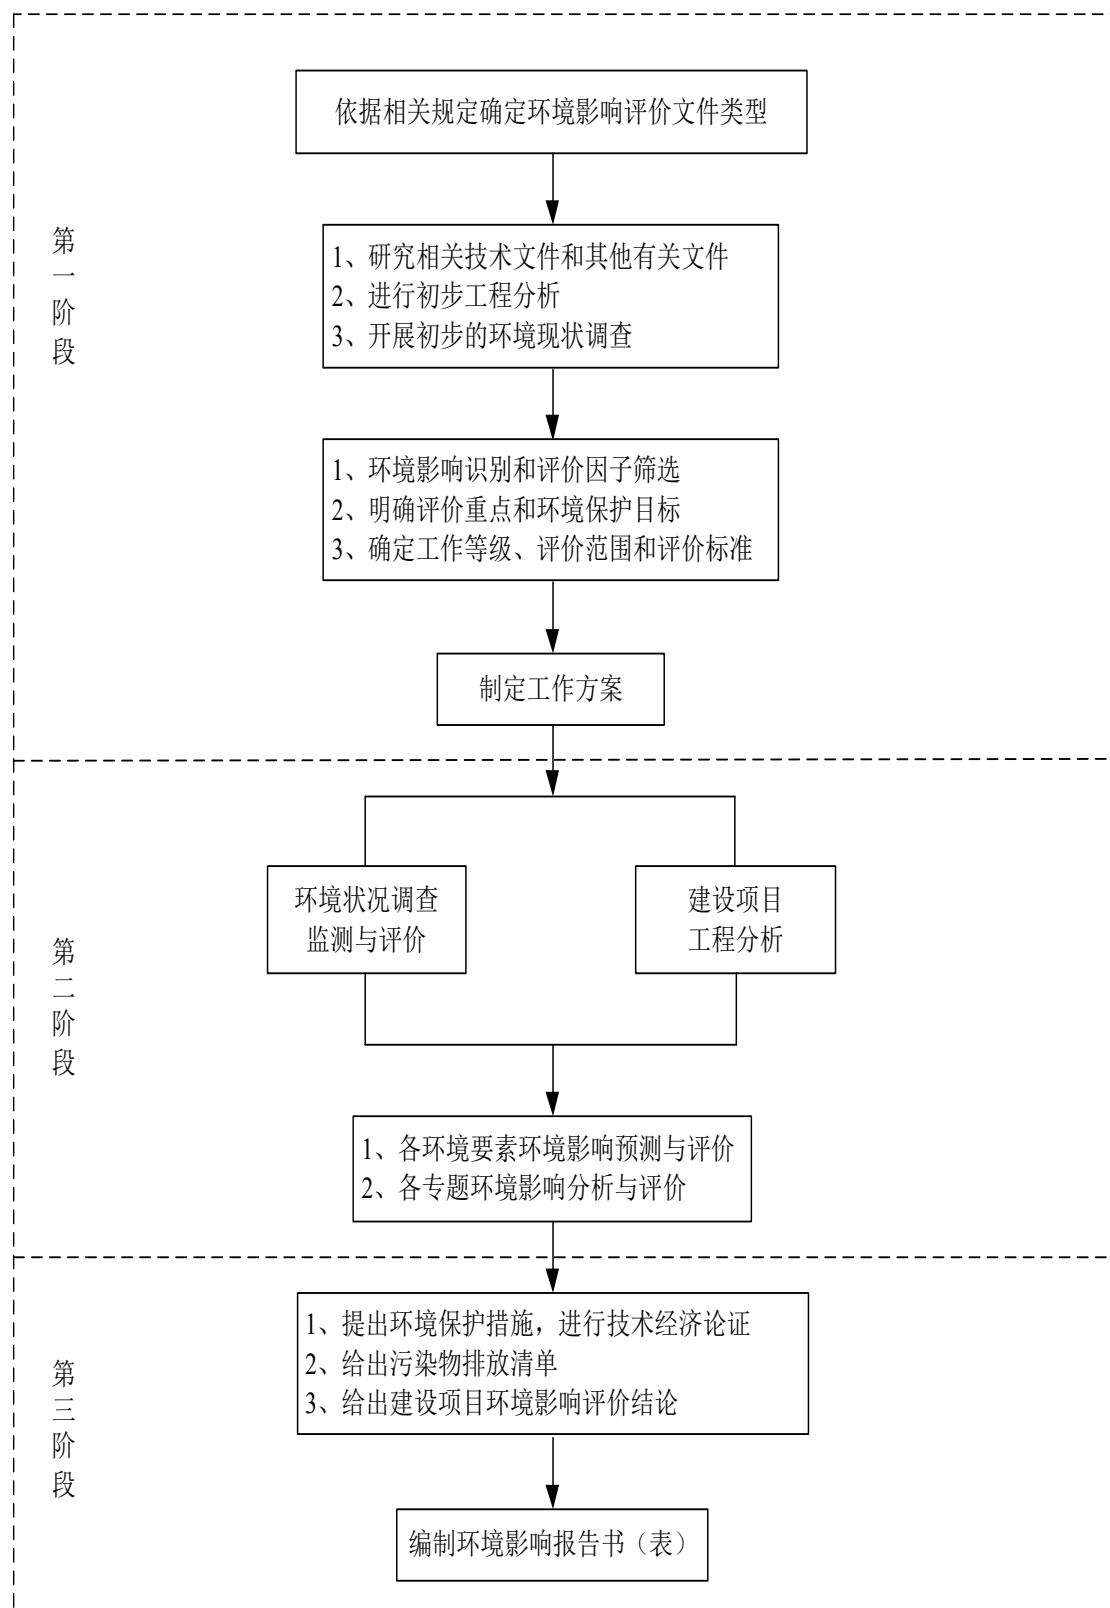 依据相关规定确定环境影响评价文件类型
第一阶段
1、研究相关技术文件和其他有关文件
2、进行初步工程分析
3、开展初步的环境现状调查
1、环境影响识别和评价因子筛选
2、明确评价重点和环境保护目标
3、确定工作等级、评价范围和评价标准
制定工作方案
第二阶段
环境状况调查
监测与评价
建设项目
工程分析
1、各环境要素环境影响预测与评价
2、各专题环境影响分析与评价
第三阶段
1、提出环境保护措施，进行技术经济论证
2、给出污染物排放清单
3、给出建设项目环境影响评价结论
编制环境影响报告书（表）